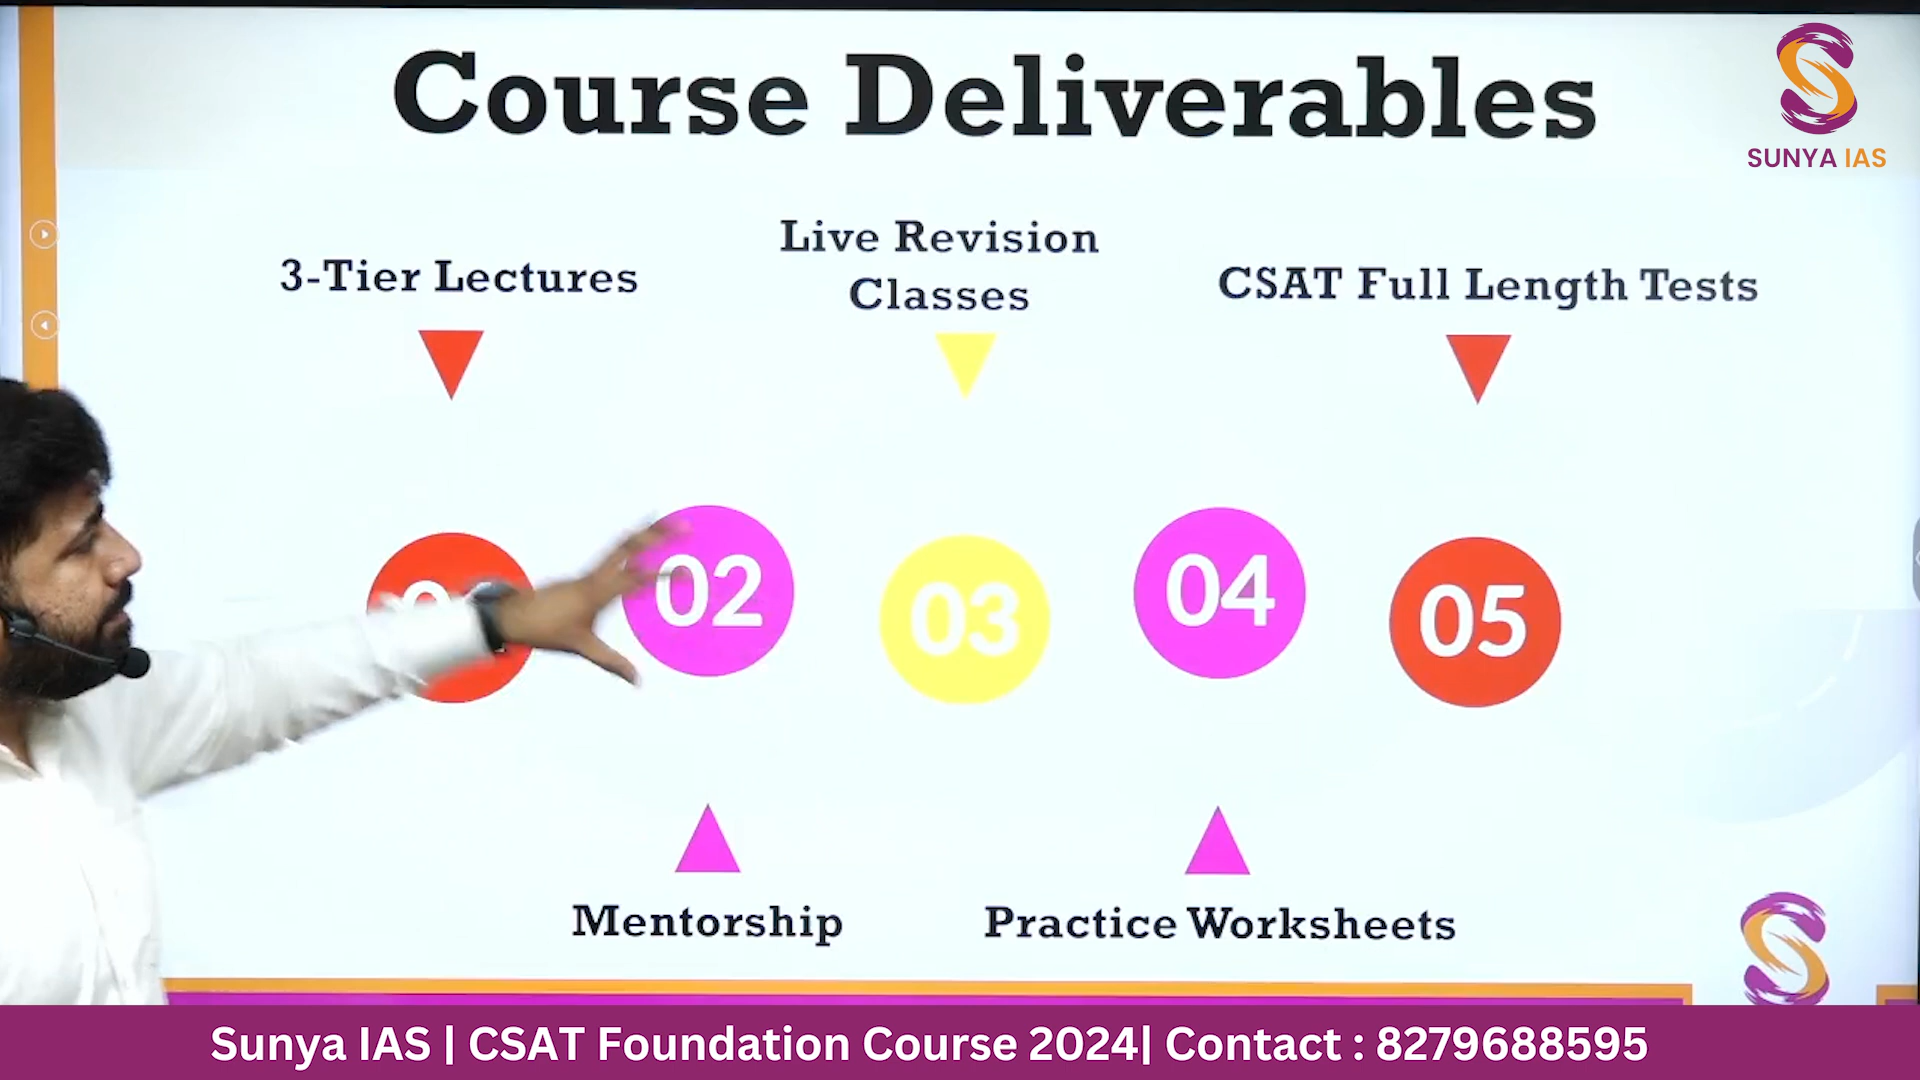 Course Deliverables
SUNYA IAS
3-Tier Lectures
Live Revision
Classes
CSAT Full Length Tests
02
03
04
05
Mentorship
Practice Worksheets
Sunya IAS | CSAT Foundation Course 2024| Contact : 8279688595